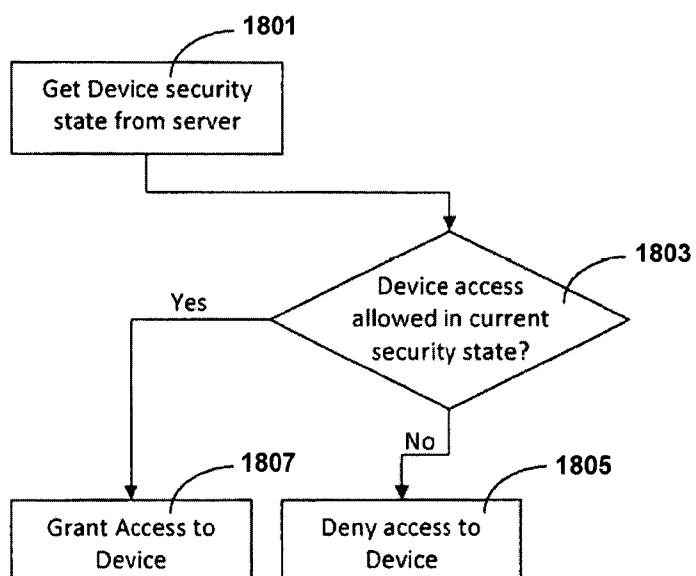 1801
Get Device security
state from server
1803
Device access
allowed in current
security state?
Yes
No
1807
1805
Grant Access to
Device
Deny access to
Device